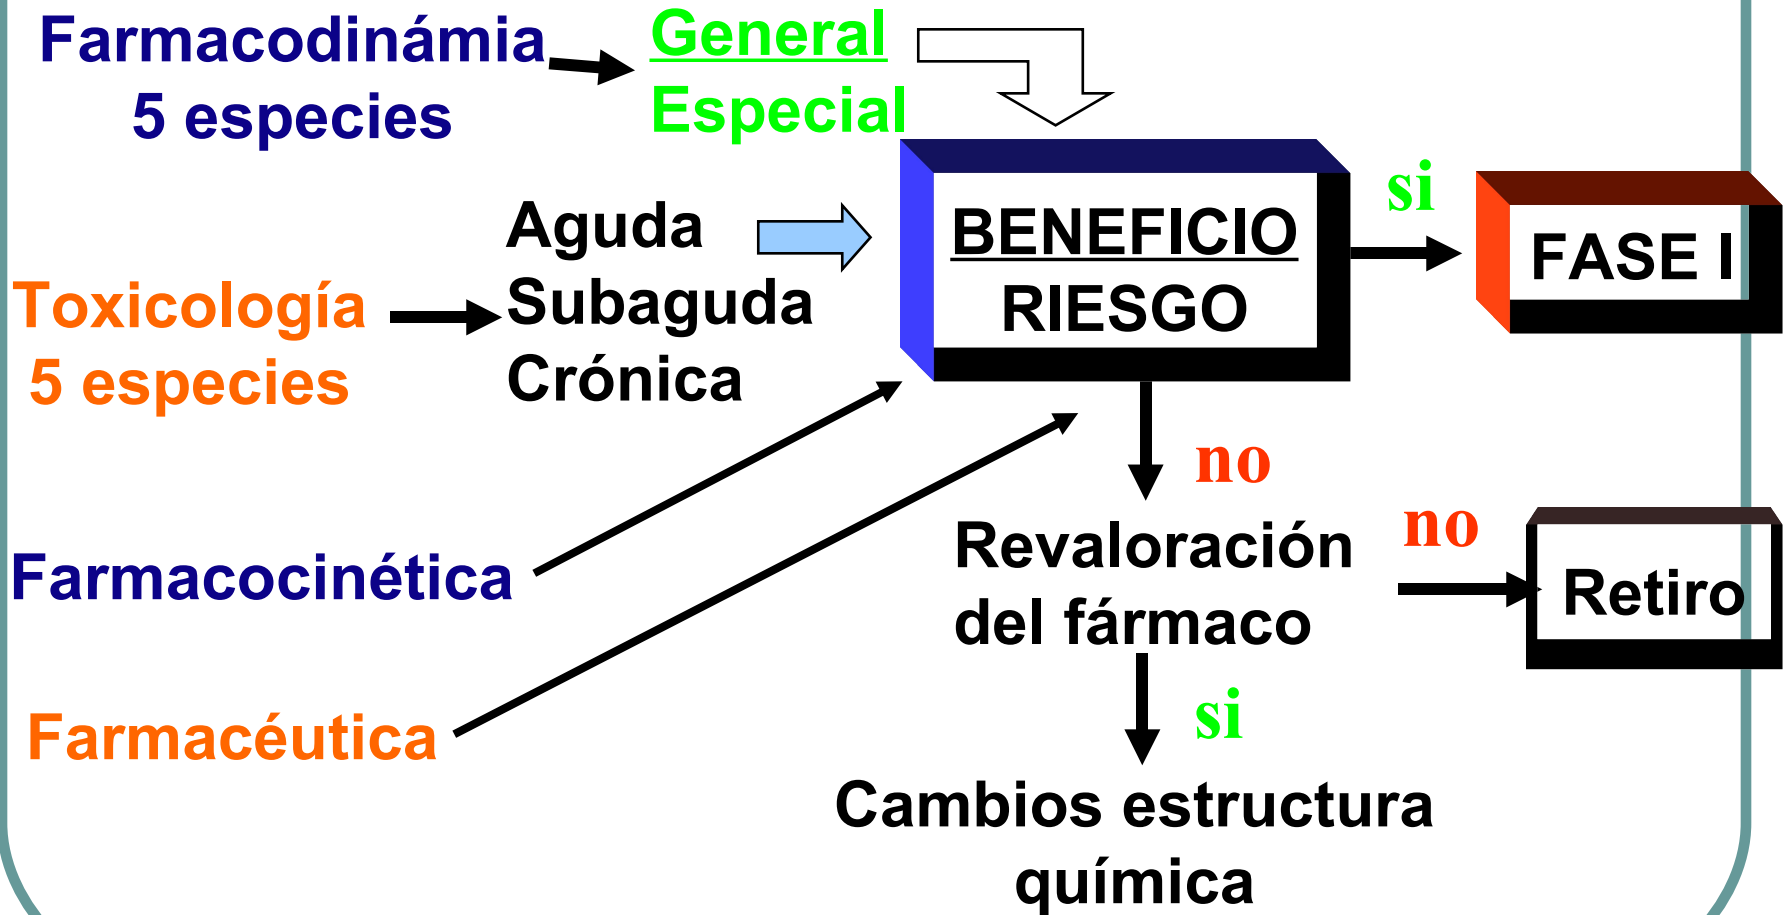 Farmacodinámia
5 especies
General
Especial
Toxicología
5 especies
Aguda
Subaguda
Crónica
BENEFICIO
RIESGO
si
FASE I
Farmacocinética
Farmacéutica
no
Revaloración
del fármaco
no
Retiro
si
Cambios estructura
química